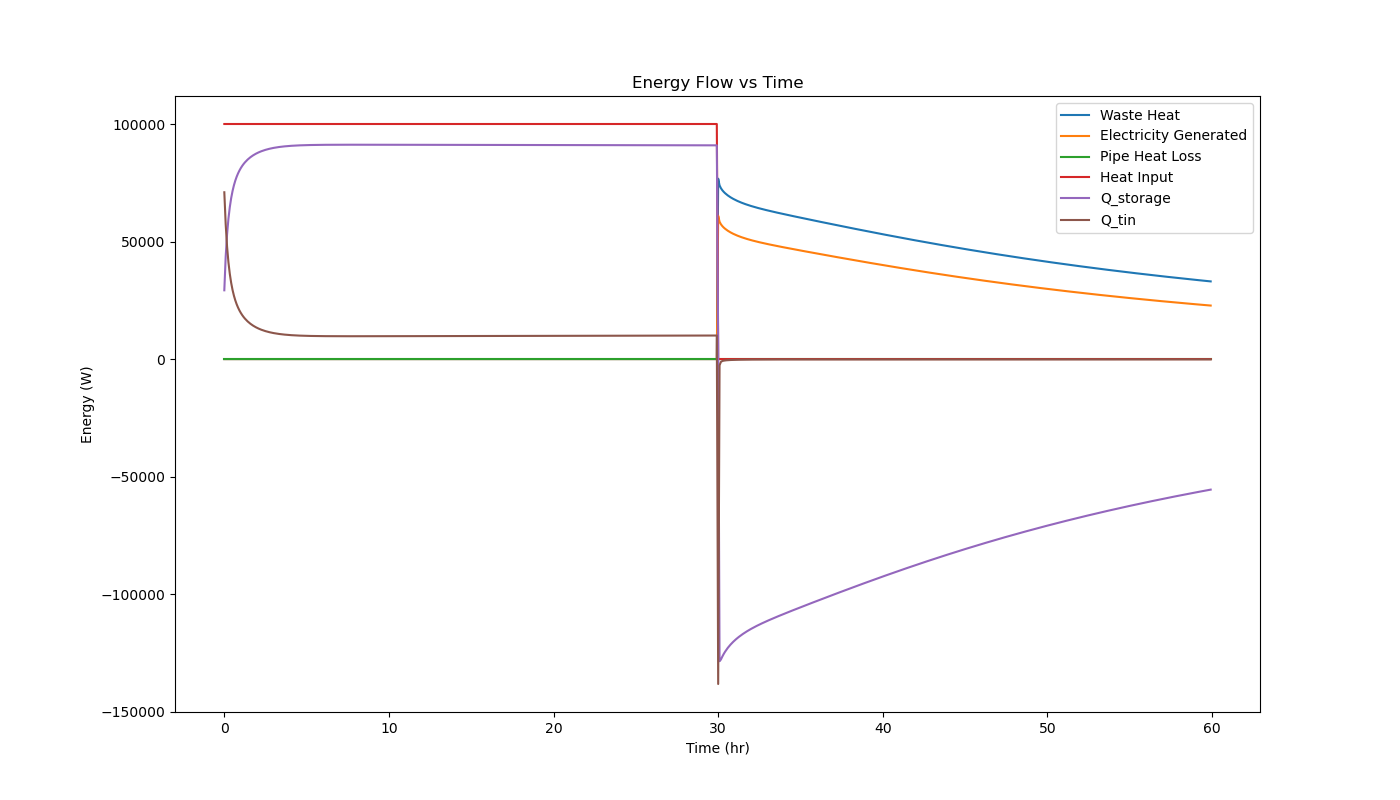 Energy Flow vs Time
100000
50000
0
−50000
−100000
−150000
Energy (W)
0
10
20
30
40
50
60
Time (hr)
Waste Heat
Electricity Generated
Pipe Heat Loss
Heat Input
Q_storage
Q_tin